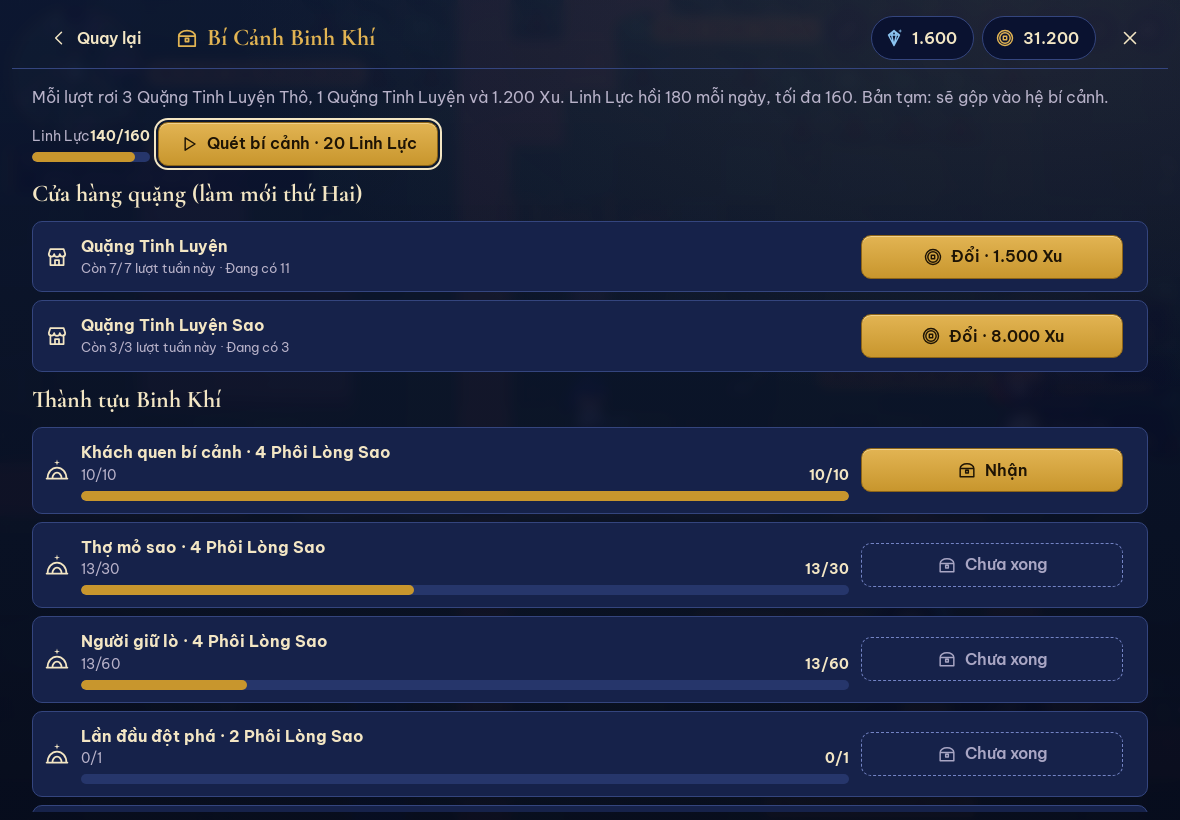 Quay lại
Bí Cảnh Binh Khí
1.600
31.200
Mỗi lượt rơi 3 Quặng Tinh Luyện Thô, 1 Quặng Tinh Luyện và 1.200 Xu. Linh Lực hồi 180 mỗi ngày, tối đa 160. Bản tạm: sẽ gộp vào hệ bí cảnh.
Linh Lực 140/160
Quét bí cảnh · 20 Linh Lực
Cửa hàng quặng (làm mới thứ Hai)
Quặng Tinh Luyện
Còn 7/7 lượt tuần này · Đang có 11
Đổi · 1.500 Xu
Quặng Tinh Luyện Sao
Còn 3/3 lượt tuần này · Đang có 3
Đổi · 8.000 Xu
Thành tựu Binh Khí
Khách quen bí cảnh · 4 Phôi Lòng Sao
10/10
10/10
Nhận
Thợ mỏ sao · 4 Phôi Lòng Sao
13/30
13/30
Chưa xong
Người giữ lò · 4 Phôi Lòng Sao
13/60
13/60
Chưa xong
Lần đầu đột phá · 2 Phôi Lòng Sao
0/1
0/1
Chưa xong